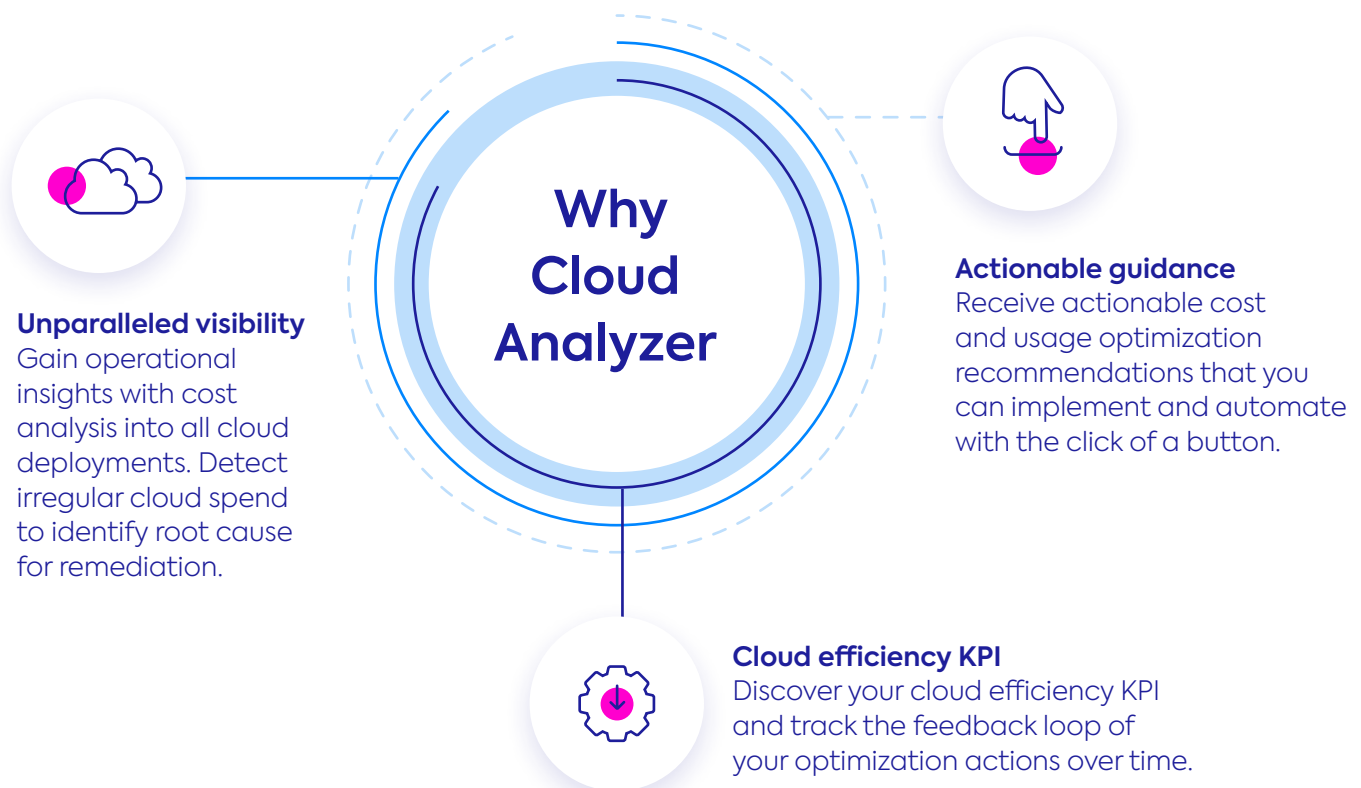 Why
Cloud
Analyzer
Unparalleled visibility
Gain operational
insights with cost
analysis into all cloud
deployments. Detect
irregular cloud spend
to identify root cause
for remediation.
Actionable guidance
Receive actionable cost
and usage optimization
recommendations that you
can implement and automate
with the click of a button.
Cloud efficiency KPI
Discover your cloud efficiency KPI
and track the feedback loop of
your optimization actions over time.